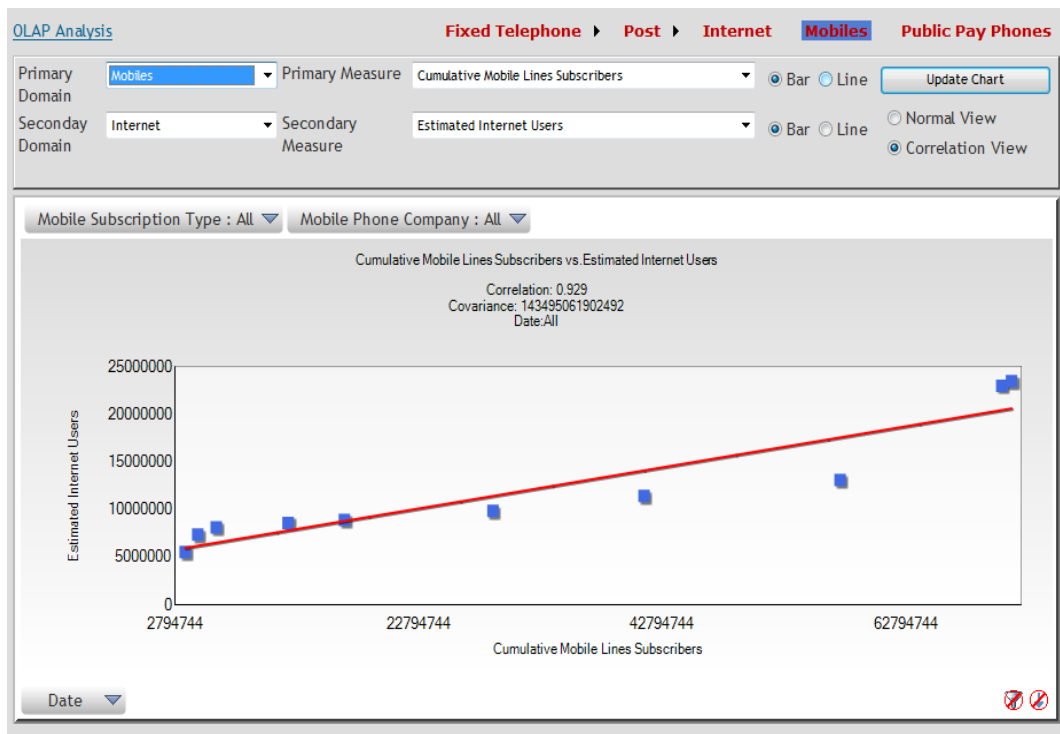 OLAP Analysis
Fixed Telephone Post Internet Mobiles Public Pay Phones
Primary Domain
Mobiles
Primary Measure
Cumulative Mobile Lines Subscribers
Bar Line
Update Chart
Seconday Domain
Internet
Secondary Measure
Estimated Internet Users
Bar Line
Normal View
Correlation View
Mobile Subscription Type : All
Mobile Phone Company : All
Cumulative Mobile Lines Subscribers vs.Estimated Internet Users
Correlation: 0.929
Covariance: 143495061902492
Date:All
Estimated Internet Users
25000000
20000000
15000000
10000000
5000000
0
2794744 22794744 42794744 62794744
Cumulative Mobile Lines Subscribers
Date